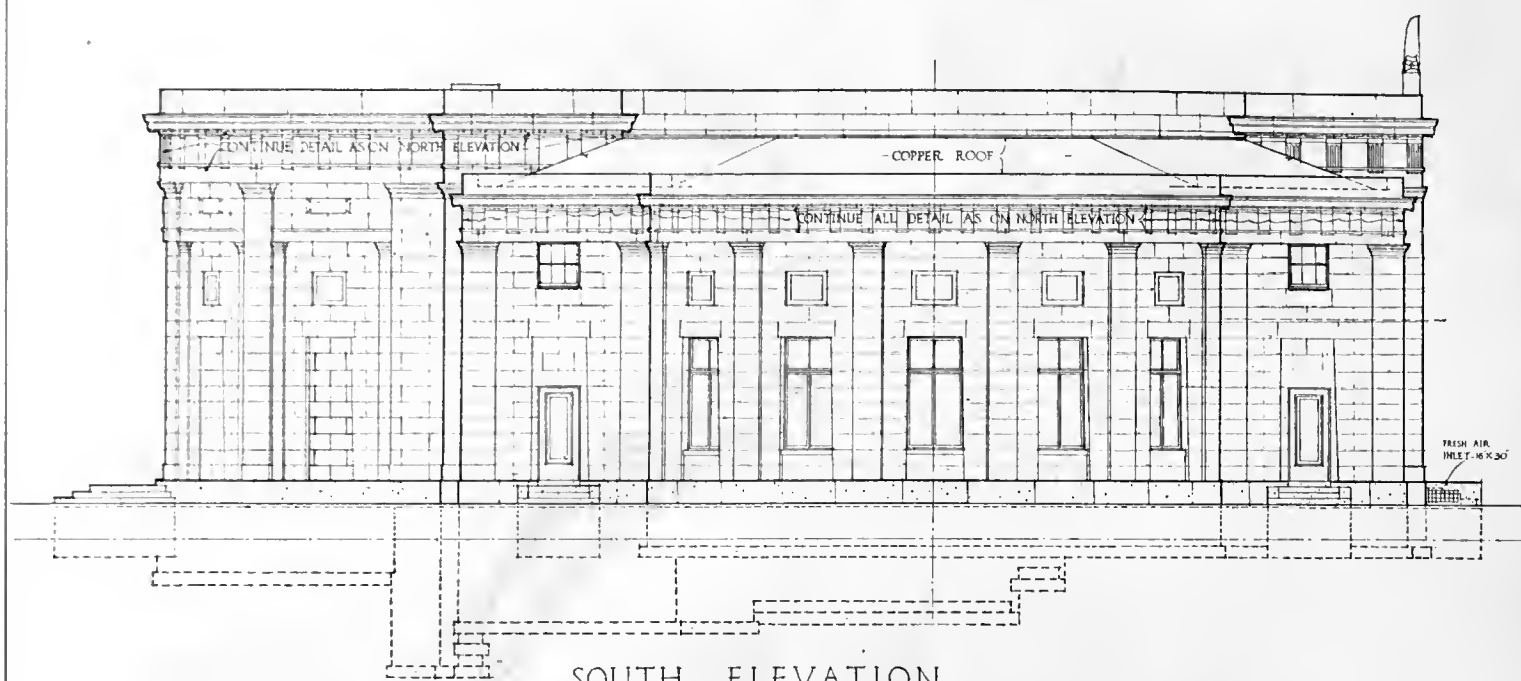 CONTINUE DETAIL AS ON NORTH ELEVATION
COPPER ROOF
CONTINUE ALL DETAIL AS ON NORTH ELEVATION
FRESH AIR
INLET-16"X30"
SOUTH ELEVATION